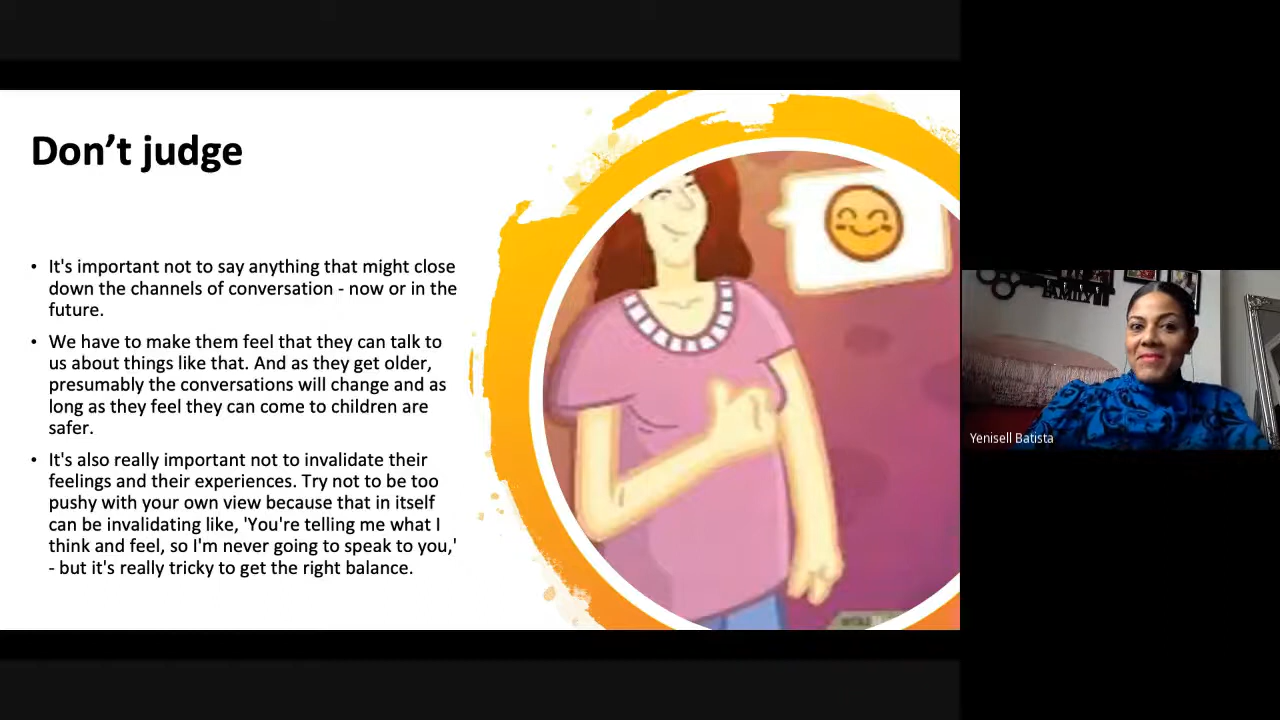 Don't judge
• It's important not to say anything that might close
down the channels of conversation - now or in the
future.
• We have to make them feel that they can talk to
us about things like that. And as they get older,
presumably the conversations will change and as
long as they feel they can come to children are
safer.
• It's also really important not to invalidate their
feelings and their experiences. Try not to be too
pushy with your own view because that in itself
can be invalidating like, 'You're telling me what I
think and feel, so I'm never going to speak to you,'
- but it's really tricky to get the right balance.
FAMILY
Yenisell Batista